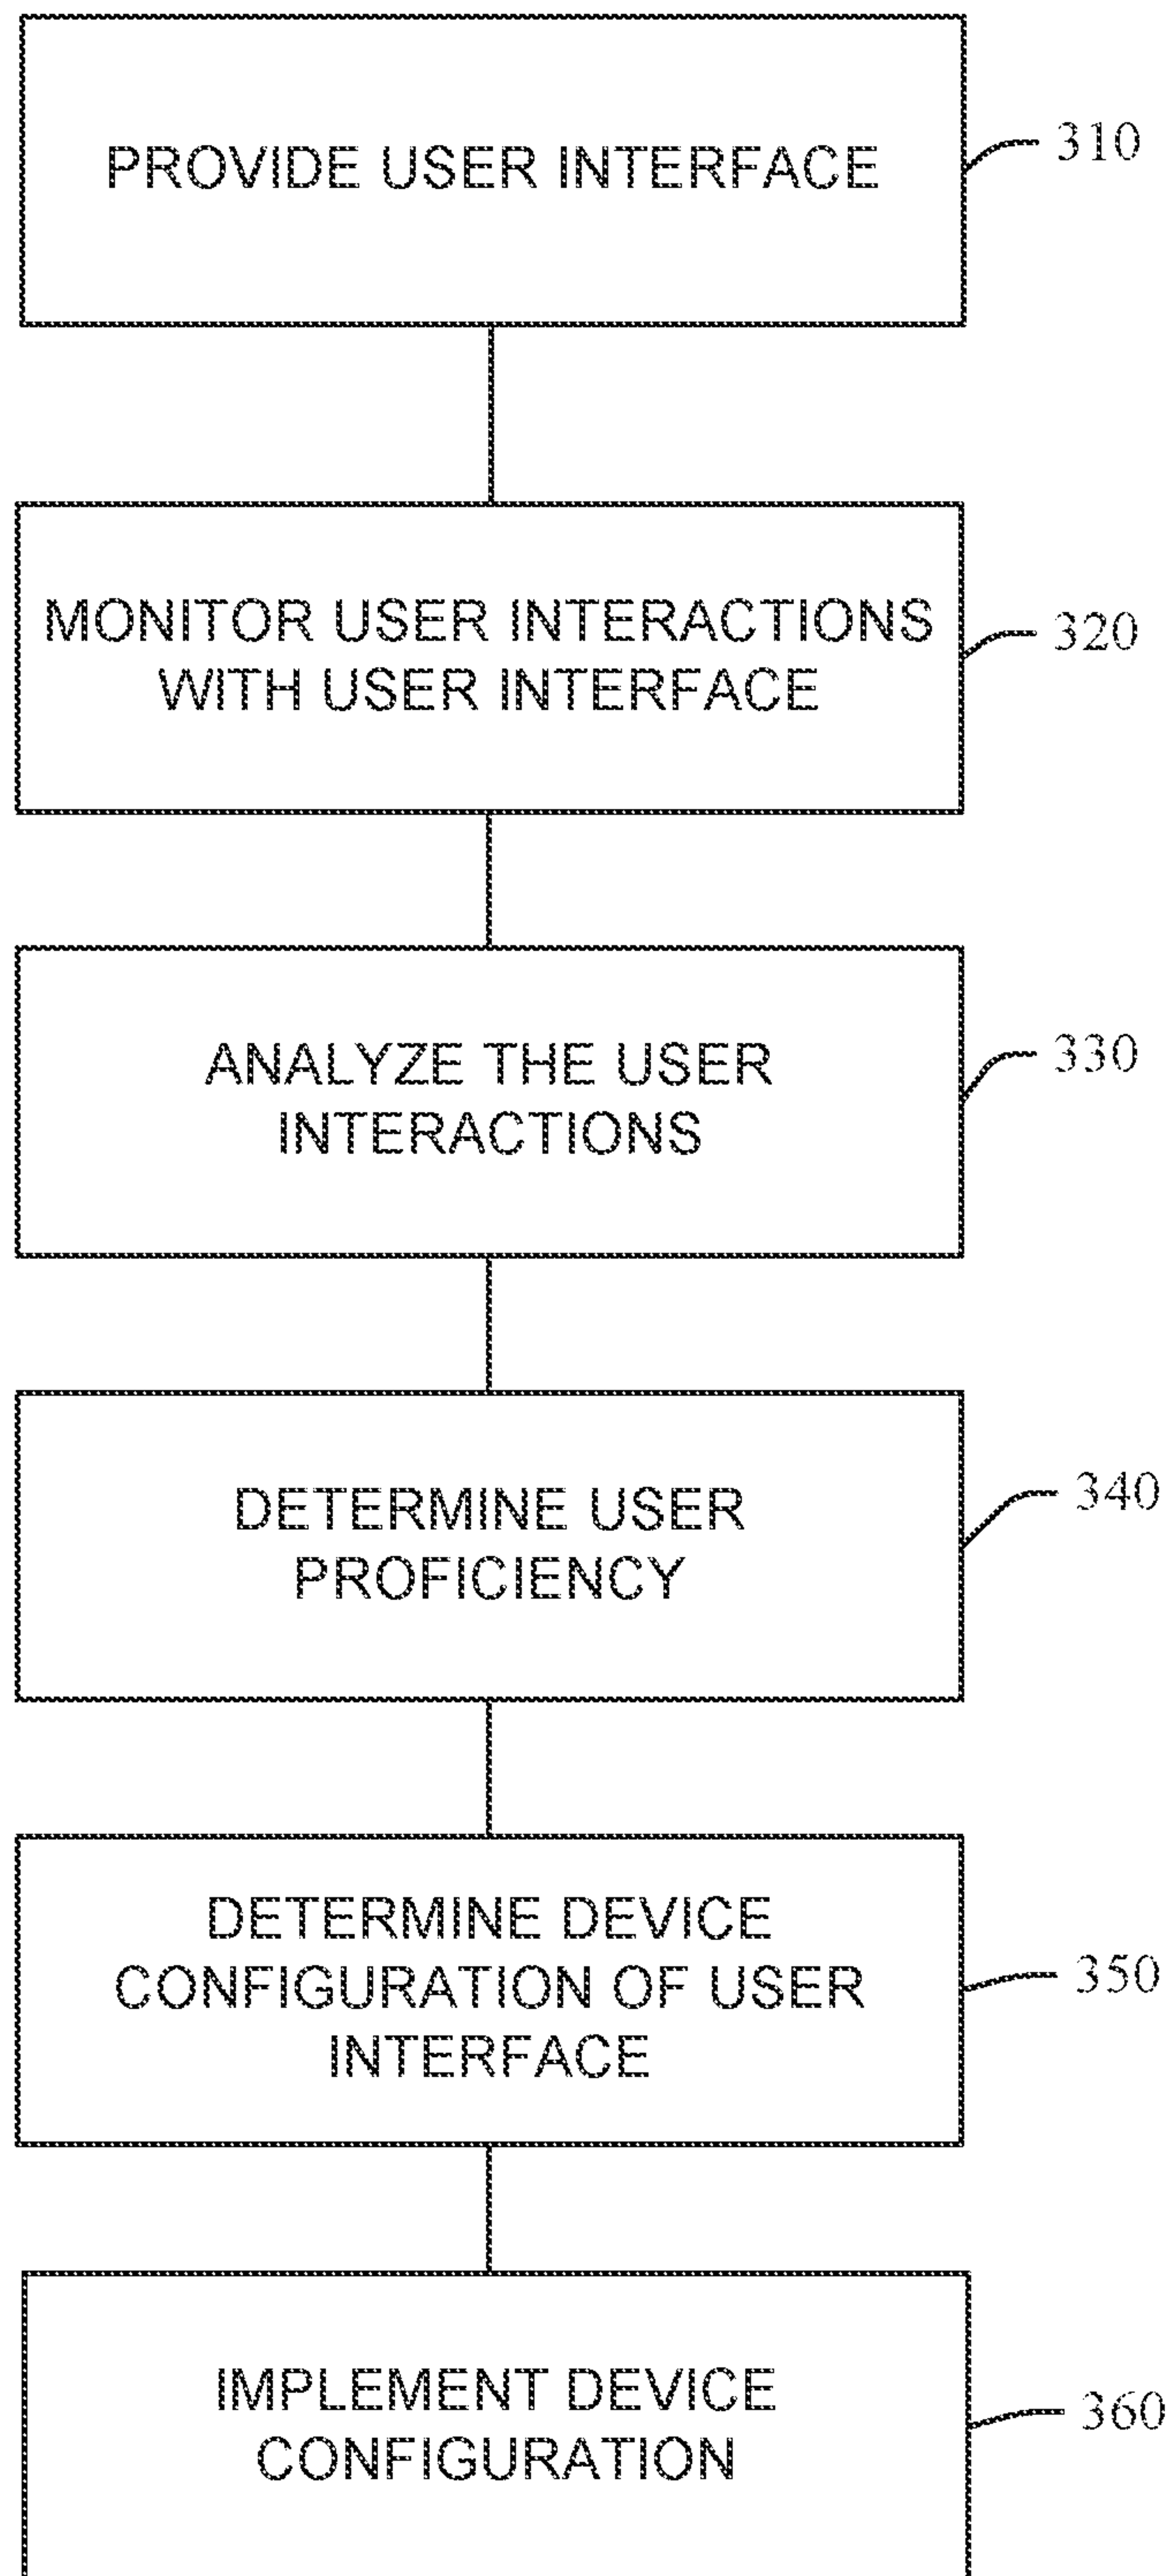 PROVIDE USER INTERFACE
310
MONITOR USER INTERACTIONS
WITH USER INTERFACE
320
ANALYZE THE USER
INTERACTIONS
330
DETERMINE USER
PROFICIENCY
340
DETERMINE DEVICE
CONFIGURATION OF USER
INTERFACE
350
IMPLEMENT DEVICE
CONFIGURATION
360